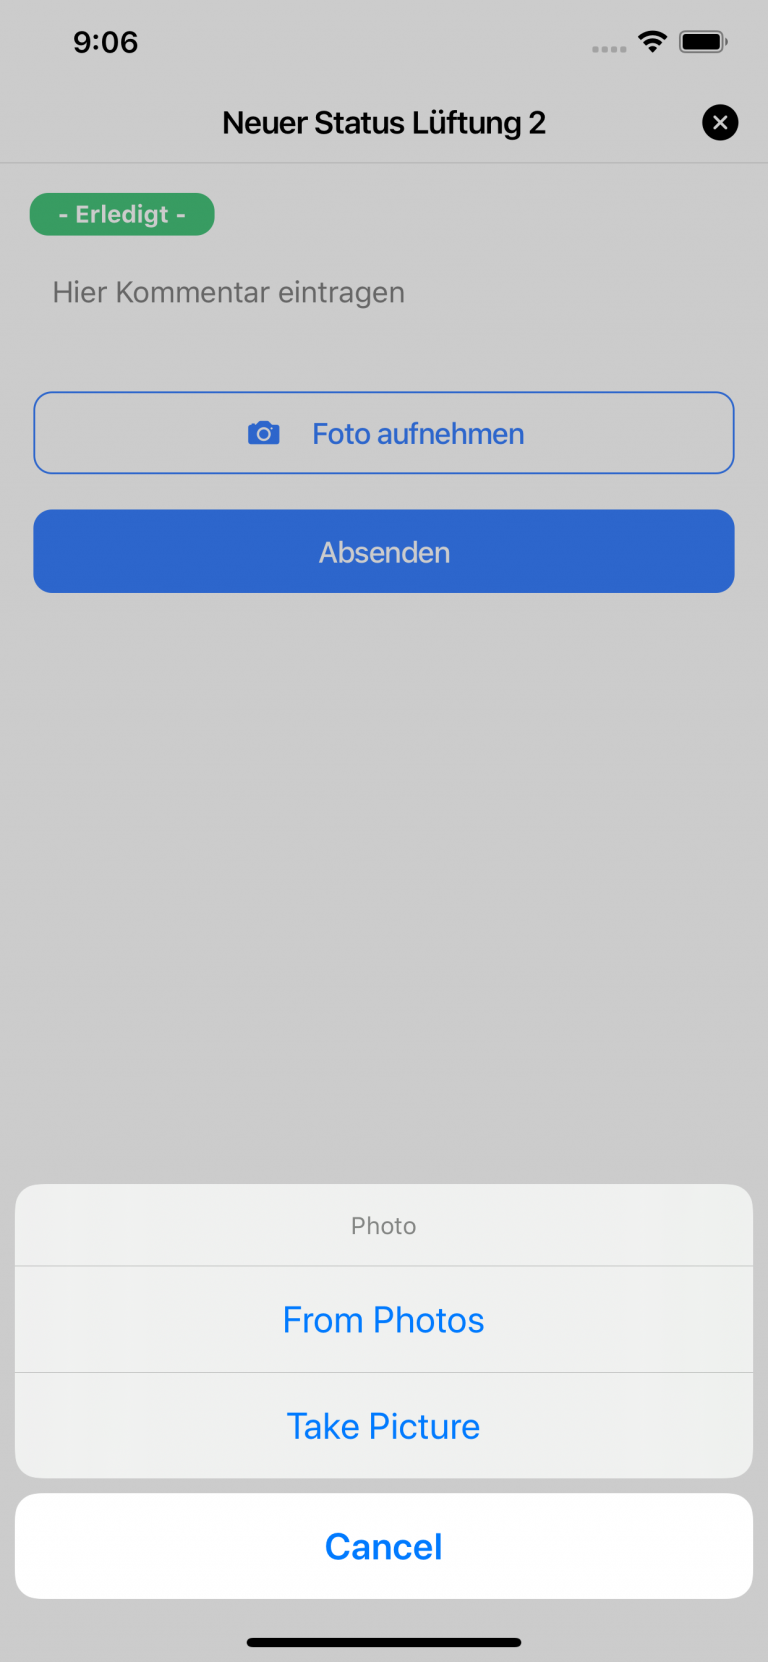 9:06
Neuer Status Lüftung 2
- Erledigt -
Hier Kommentar eintragen
Foto aufnehmen
Absenden
Photo
From Photos
Take Picture
Cancel